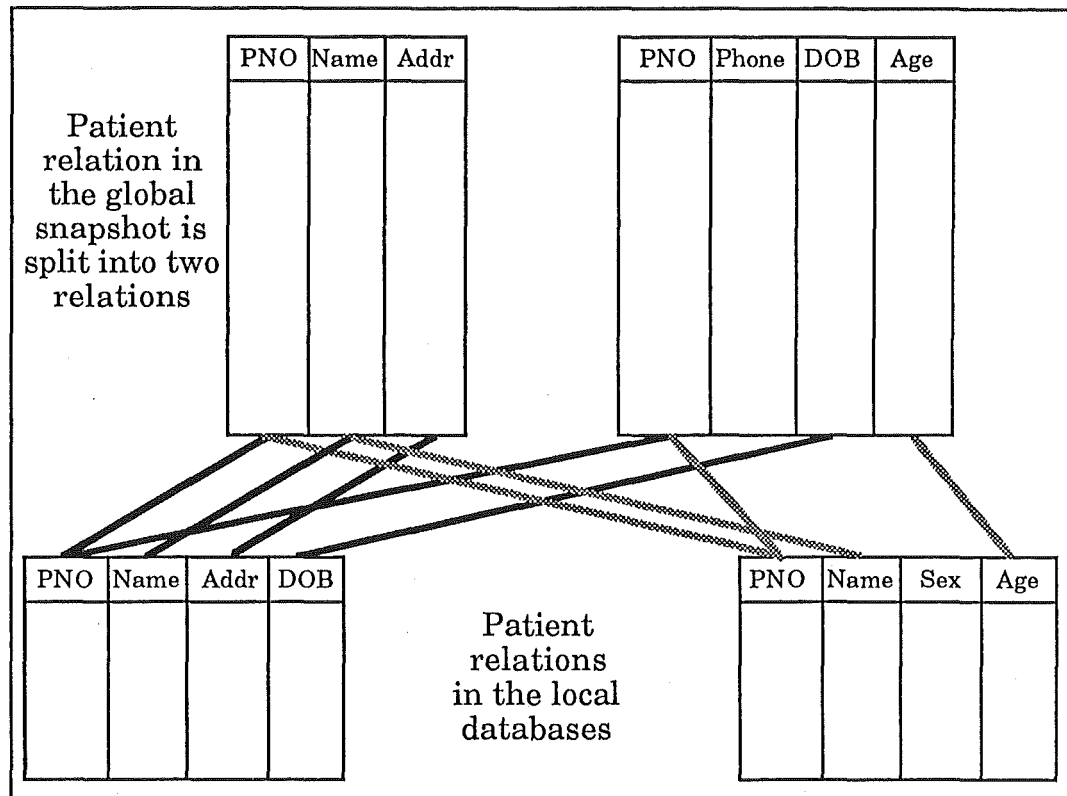 PNO Name Addr
PNO Phone DOB Age
Patient
relation in
the global
snapshot is
split into two
relations
PNO Name Addr DOB
PNO Name Sex Age
Patient
relations
in the local
databases